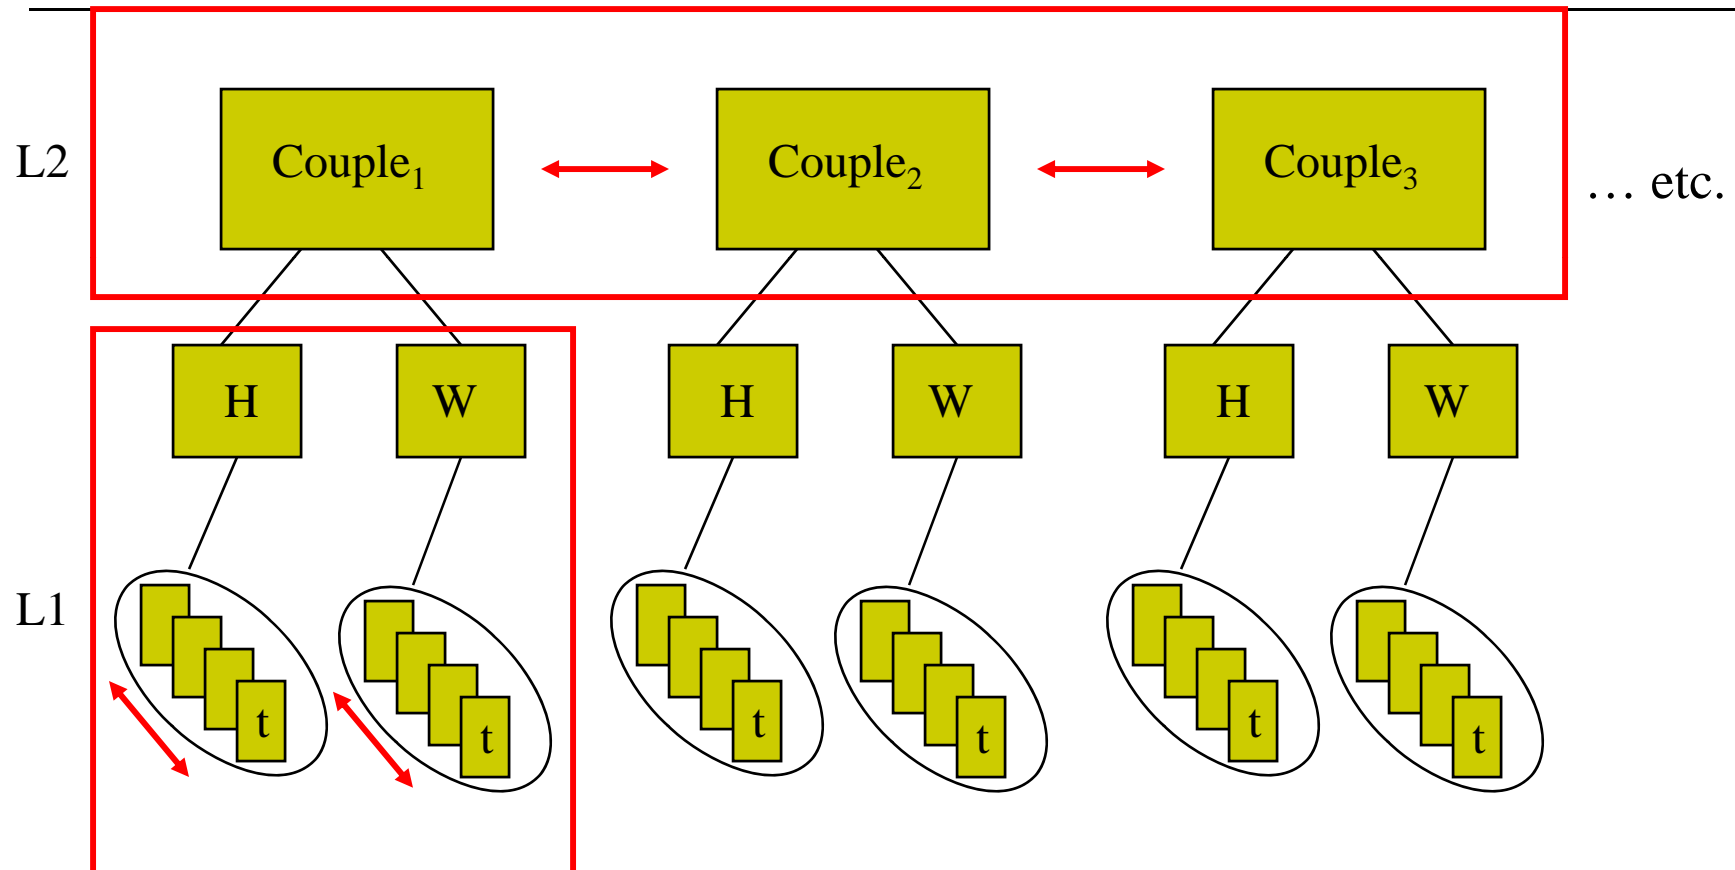 L2 Couple₁ Couple₂ Couple₃ … etc.
H W H W H W
L1
t t t t t t